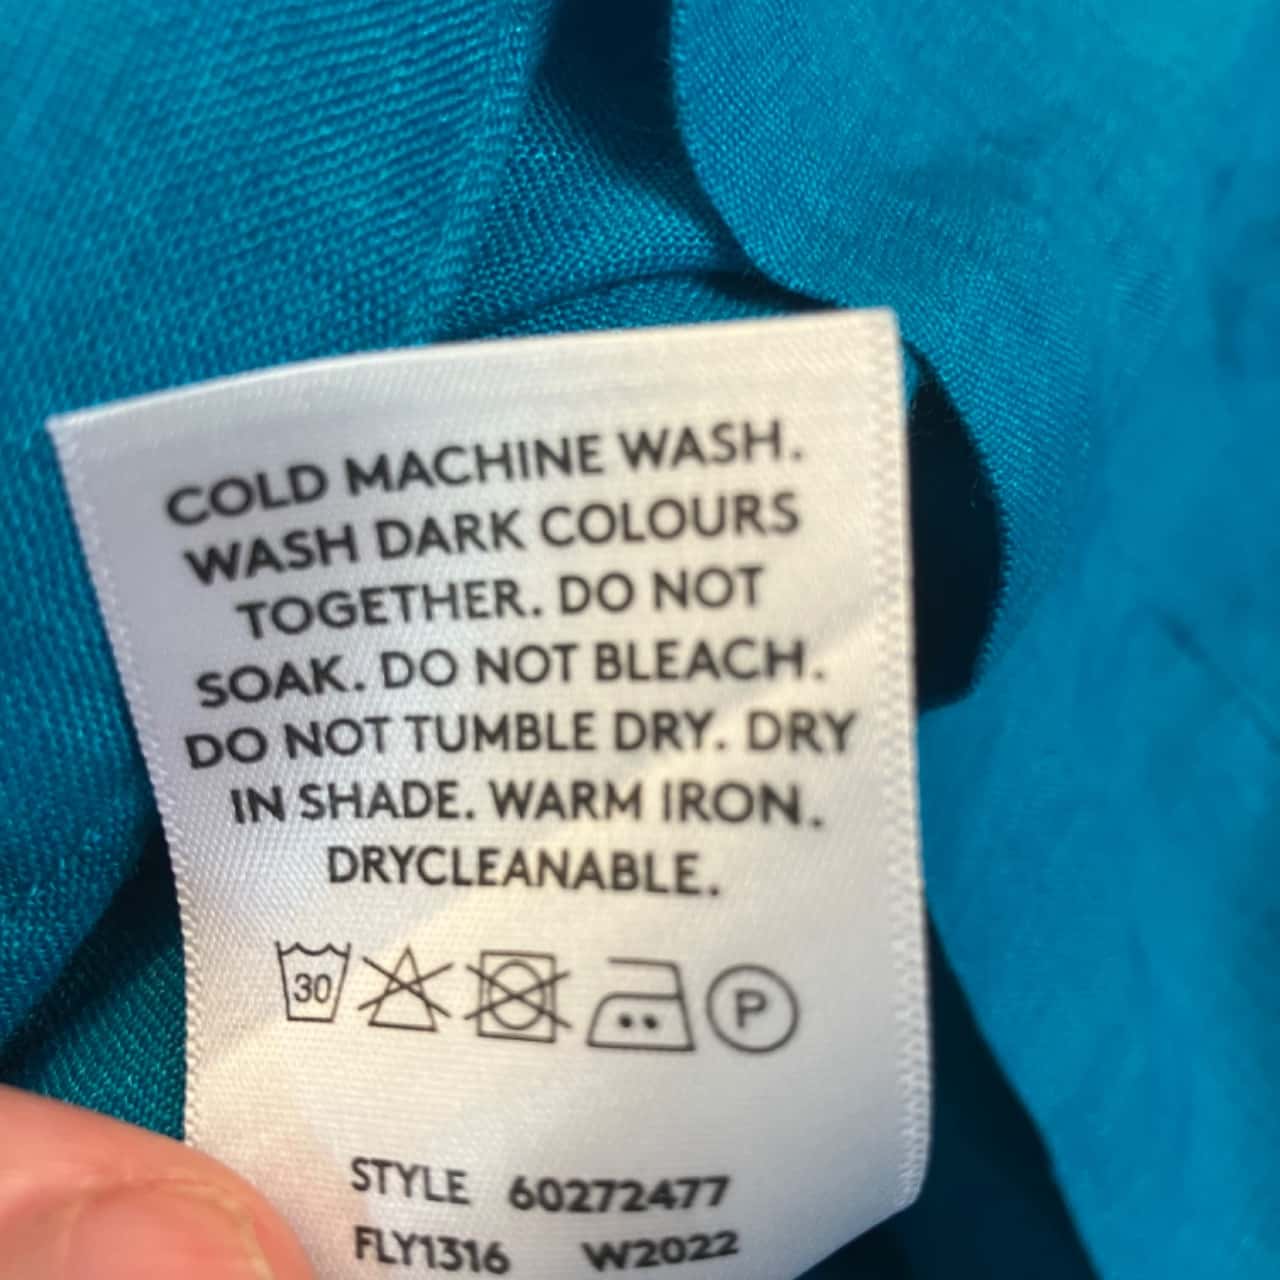 COLD MACHINE WASH.
WASH DARK COLOURS
TOGETHER. DO NOT
SOAK. DO NOT BLEACH.
DO NOT TUMBLE DRY. DRY
IN SHADE. WARM IRON.
DRYCLEANABLE.
30 P
STYLE 60272477
FLY1316 W2022